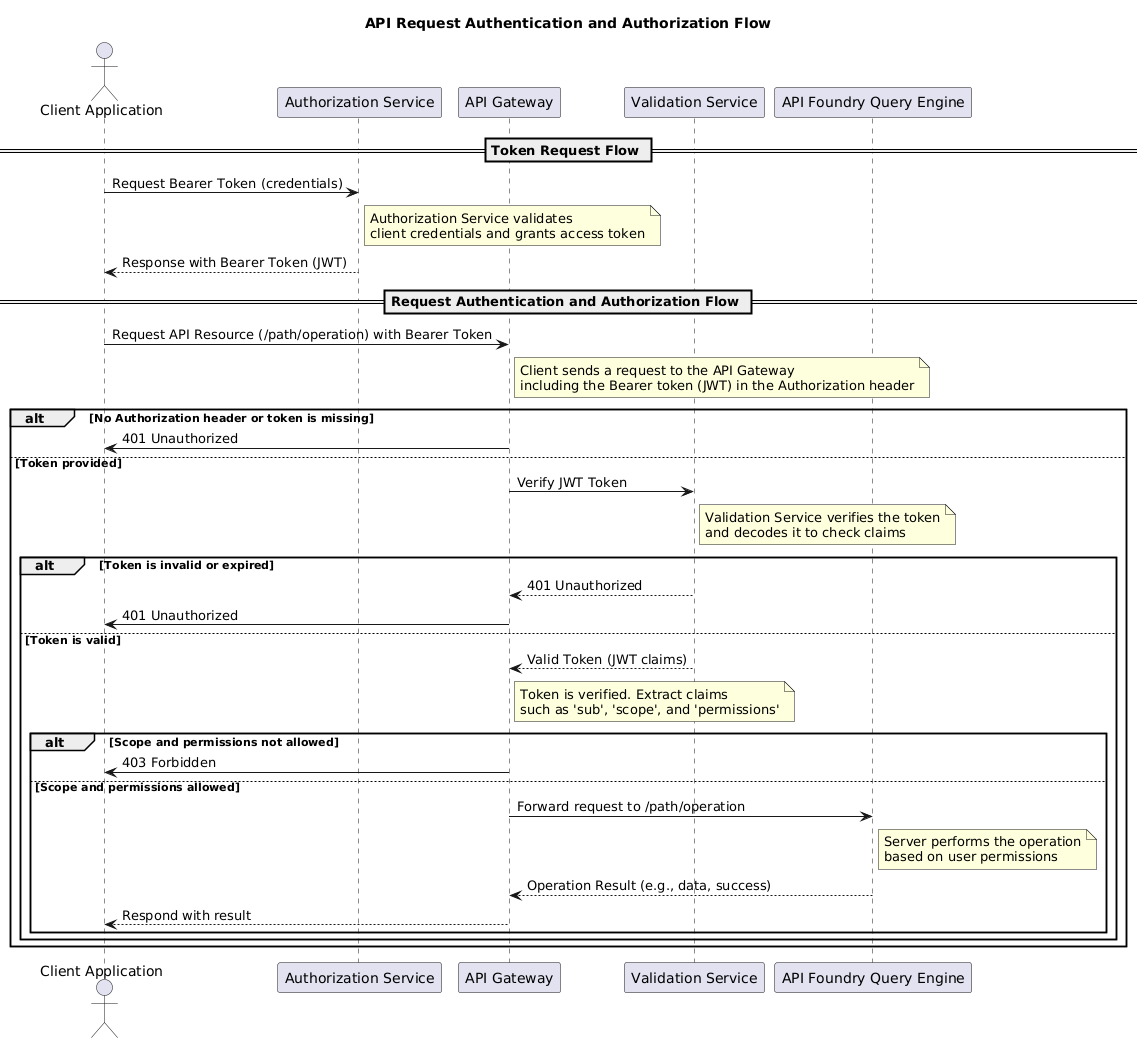 API Request Authentication and Authorization Flow
Client Application
Authorization Service
API Gateway
Validation Service
API Foundry Query Engine
Token Request Flow
Request Bearer Token (credentials)
Authorization Service validates
client credentials and grants access token
Response with Bearer Token (JWT)
Request Authentication and Authorization Flow
Request API Resource (/path/operation) with Bearer Token
Client sends a request to the API Gateway
including the Bearer token (JWT) in the Authorization header
alt
[No Authorization header or token is missing]
401 Unauthorized
[Token provided]
Verify JWT Token
Validation Service verifies the token
and decodes it to check claims
alt
[Token is invalid or expired]
401 Unauthorized
401 Unauthorized
[Token is valid]
Valid Token (JWT claims)
Token is verified. Extract claims
such as 'sub', 'scope', and 'permissions'
alt
[Scope and permissions not allowed]
403 Forbidden
[Scope and permissions allowed]
Forward request to /path/operation
Server performs the operation
based on user permissions
Operation Result (e.g., data, success)
Respond with result
Client Application
Authorization Service
API Gateway
Validation Service
API Foundry Query Engine